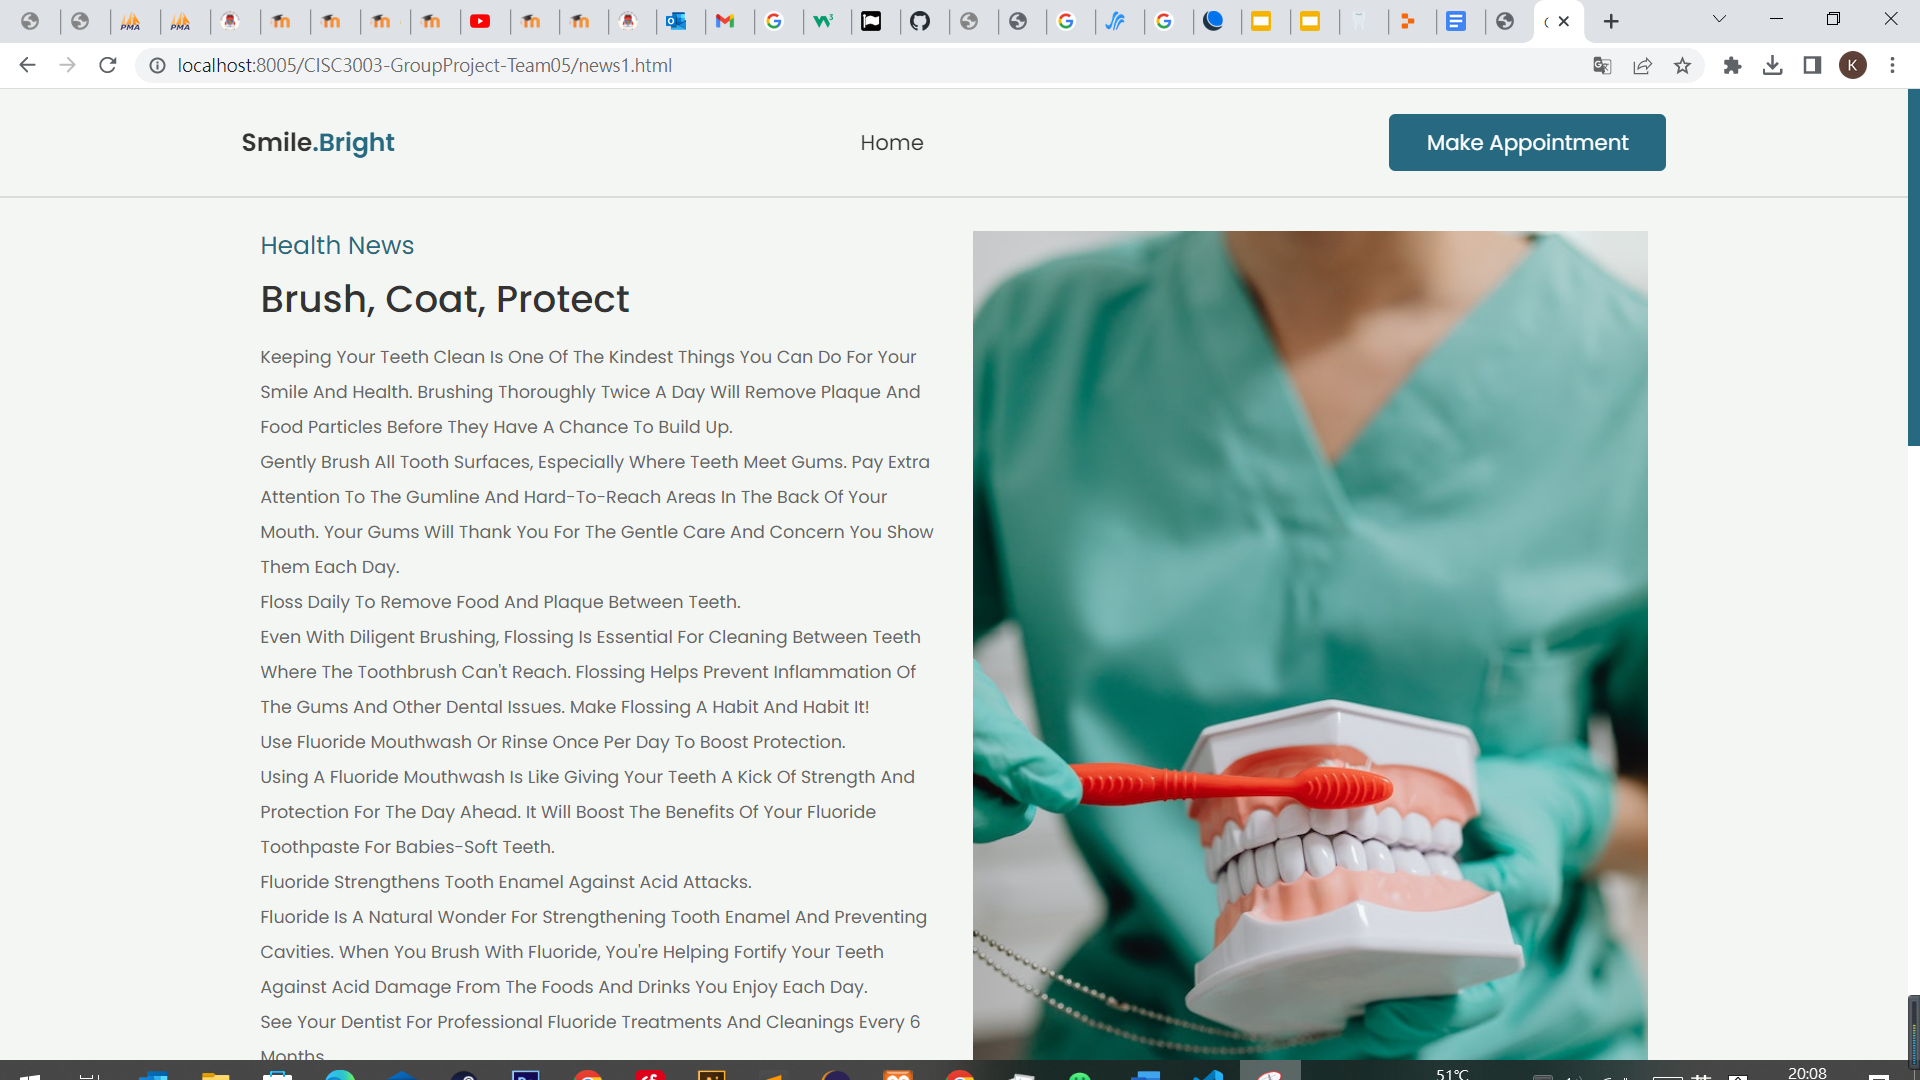 localhost:8005/CISC3003-GroupProject-Team05/news1.html
K
Smile.Bright
Home
Make Appointment
Health News
Brush, Coat, Protect
Keeping Your Teeth Clean Is One Of The Kindest Things You Can Do For Your
Smile And Health. Brushing Thoroughly Twice A Day Will Remove Plaque And
Food Particles Before They Have A Chance To Build Up.
Gently Brush All Tooth Surfaces, Especially Where Teeth Meet Gums. Pay Extra
Attention To The Gumline And Hard-To-Reach Areas In The Back Of Your
Mouth. Your Gums Will Thank You For The Gentle Care And Concern You Show
Them Each Day.
Floss Daily To Remove Food And Plaque Between Teeth.
Even With Diligent Brushing, Flossing Is Essential For Cleaning Between Teeth
Where The Toothbrush Can't Reach. Flossing Helps Prevent Inflammation Of
The Gums And Other Dental Issues. Make Flossing A Habit And Habit It!
Use Fluoride Mouthwash Or Rinse Once Per Day To Boost Protection.
Using A Fluoride Mouthwash Is Like Giving Your Teeth A Kick Of Strength And
Protection For The Day Ahead. It Will Boost The Benefits Of Your Fluoride
Toothpaste For Babies-Soft Teeth.
Fluoride Strengthens Tooth Enamel Against Acid Attacks.
Fluoride Is A Natural Wonder For Strengthening Tooth Enamel And Preventing
Cavities. When You Brush With Fluoride, You're Helping Fortify Your Teeth
Against Acid Damage From The Foods And Drinks You Enjoy Each Day.
See Your Dentist For Professional Fluoride Treatments And Cleanings Every 6
Months
51°C
20:08